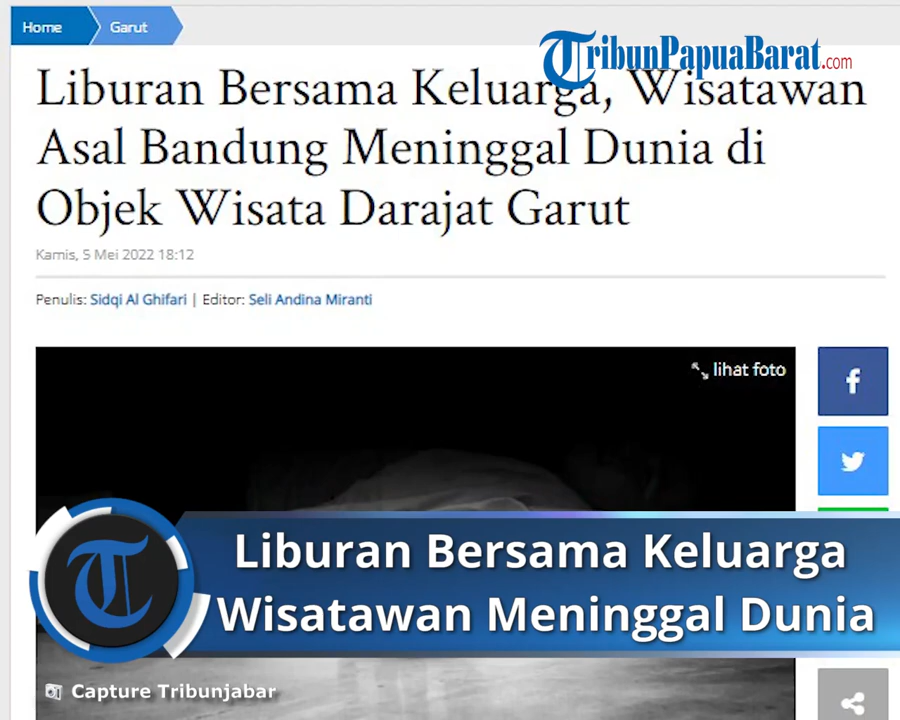 Home
Garut
TribunPapuaBarat.com
Liburan Bersama Keluarga, Wisatawan
Asal Bandung Meninggal Dunia di
Objek Wisata Darajat Garut
Kamis, 5 Mei 2022 18:12
Penulis: Sidqi Al Ghifari | Editor: Seli Andina Miranti
lihat foto
Liburan Bersama Keluarga
Wisatawan Meninggal Dunia
Capture Tribunjabar